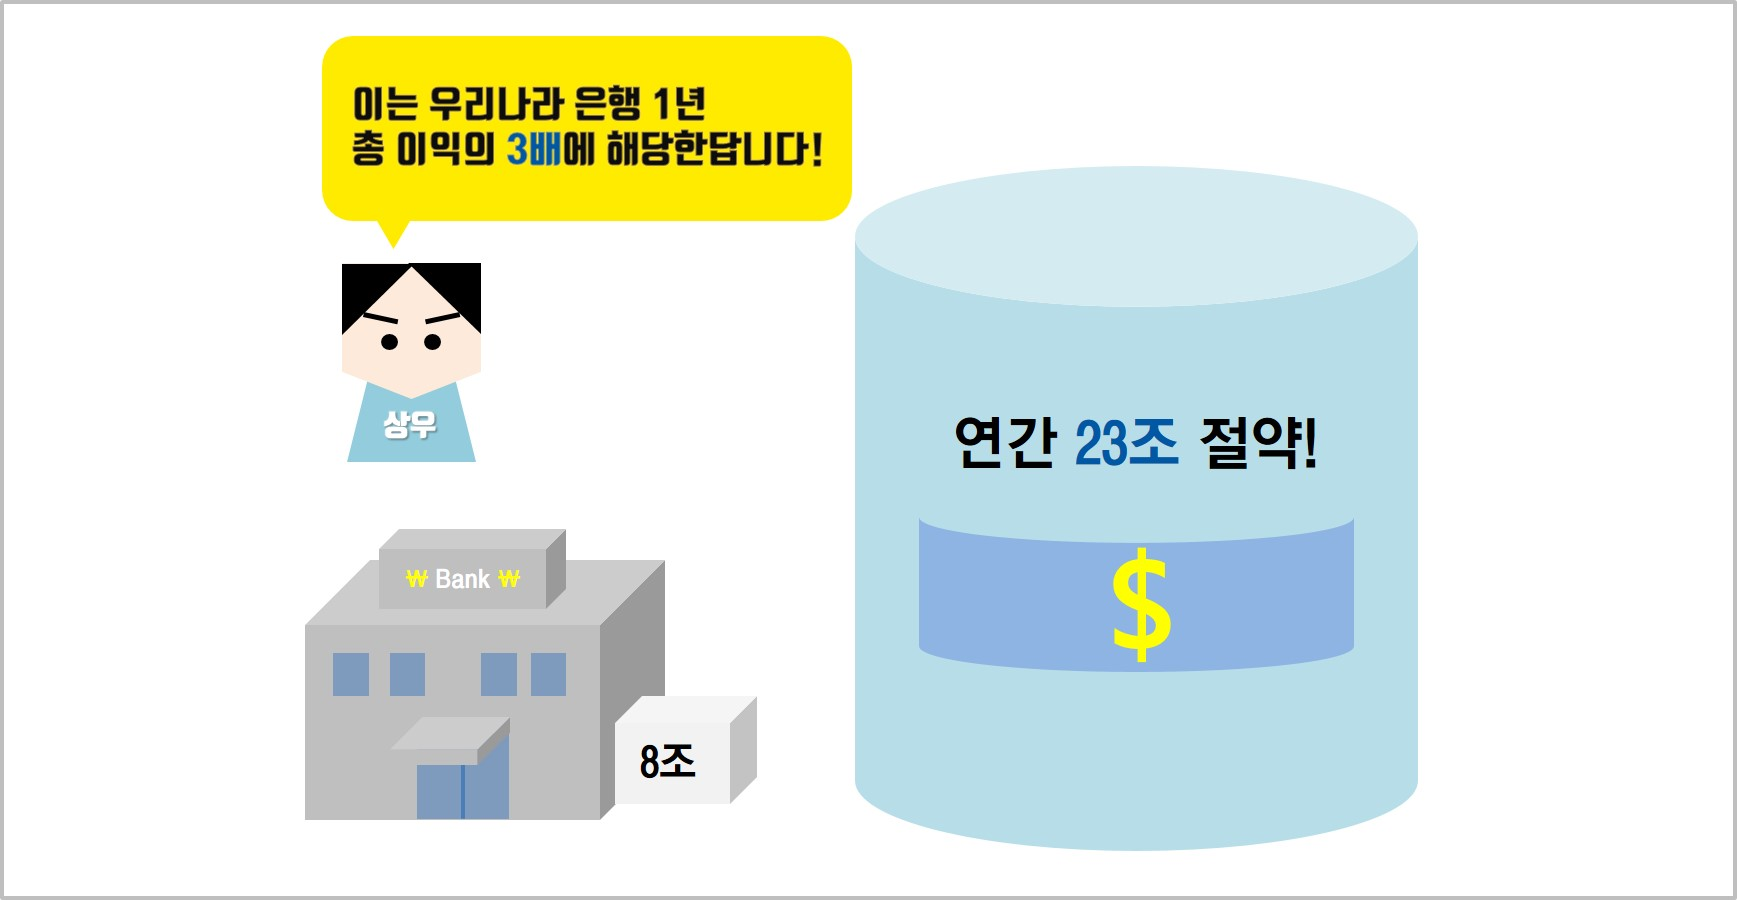 이는 우리나라 은행 1년
총 이익의 3배에 해당한답니다!
상우
연간 23조 절약!
$
₩ Bank ₩
8조